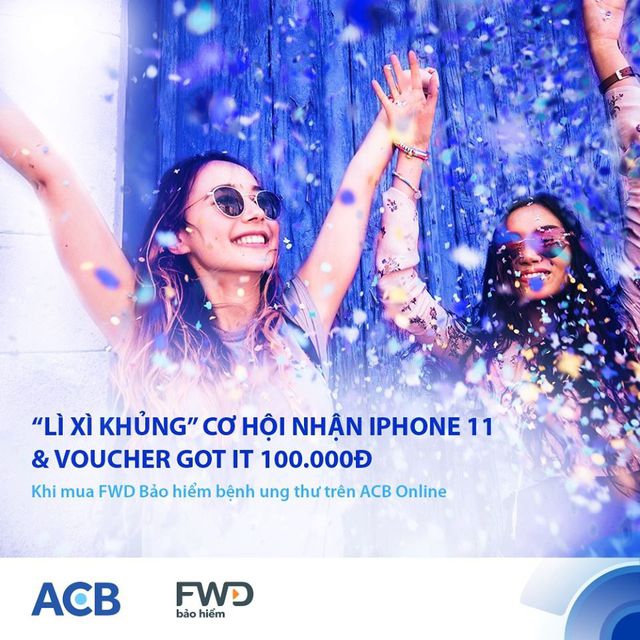 “LÌ XÌ KHỦNG” CƠ HỘI NHẬN IPHONE 11
& VOUCHER GOT IT 100.000Đ
Khi mua FWD Bảo hiểm bệnh ung thư trên ACB Online
ACB
FWD
bảo hiểm